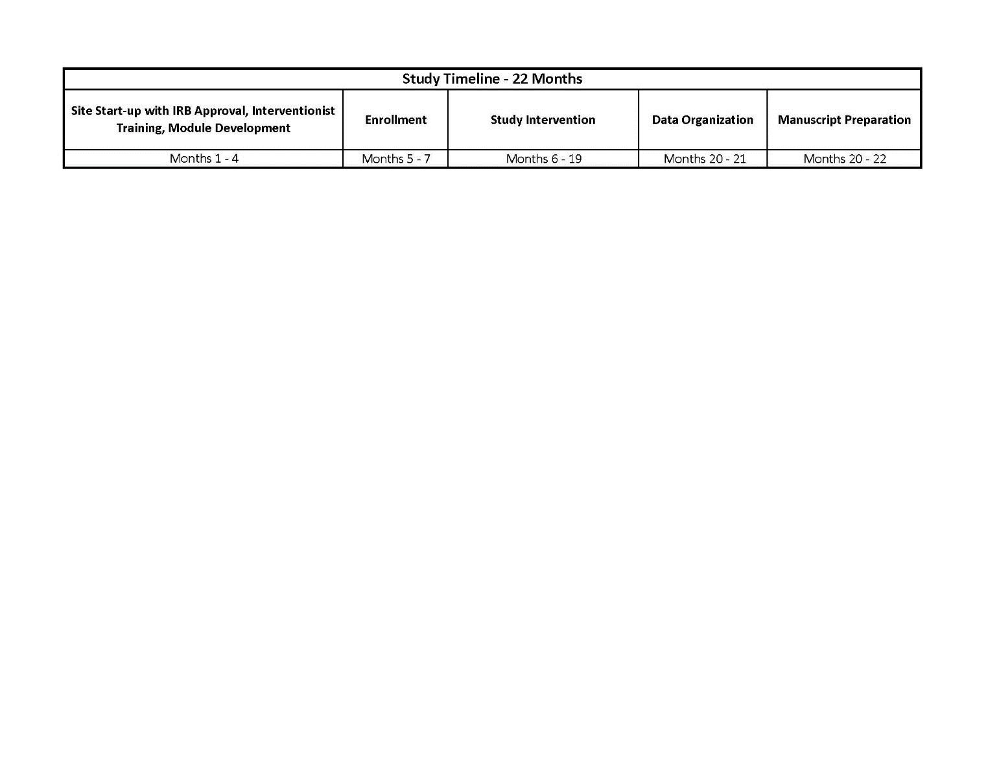 Study Timeline - 22 Months
Site Start-up with IRB Approval, Interventionist
Training, Module Development
Enrollment
Study Intervention
Data Organization
Manuscript Preparation
Months 1 - 4
Months 5 - 7
Months 6 - 19
Months 20 - 21
Months 20 - 22